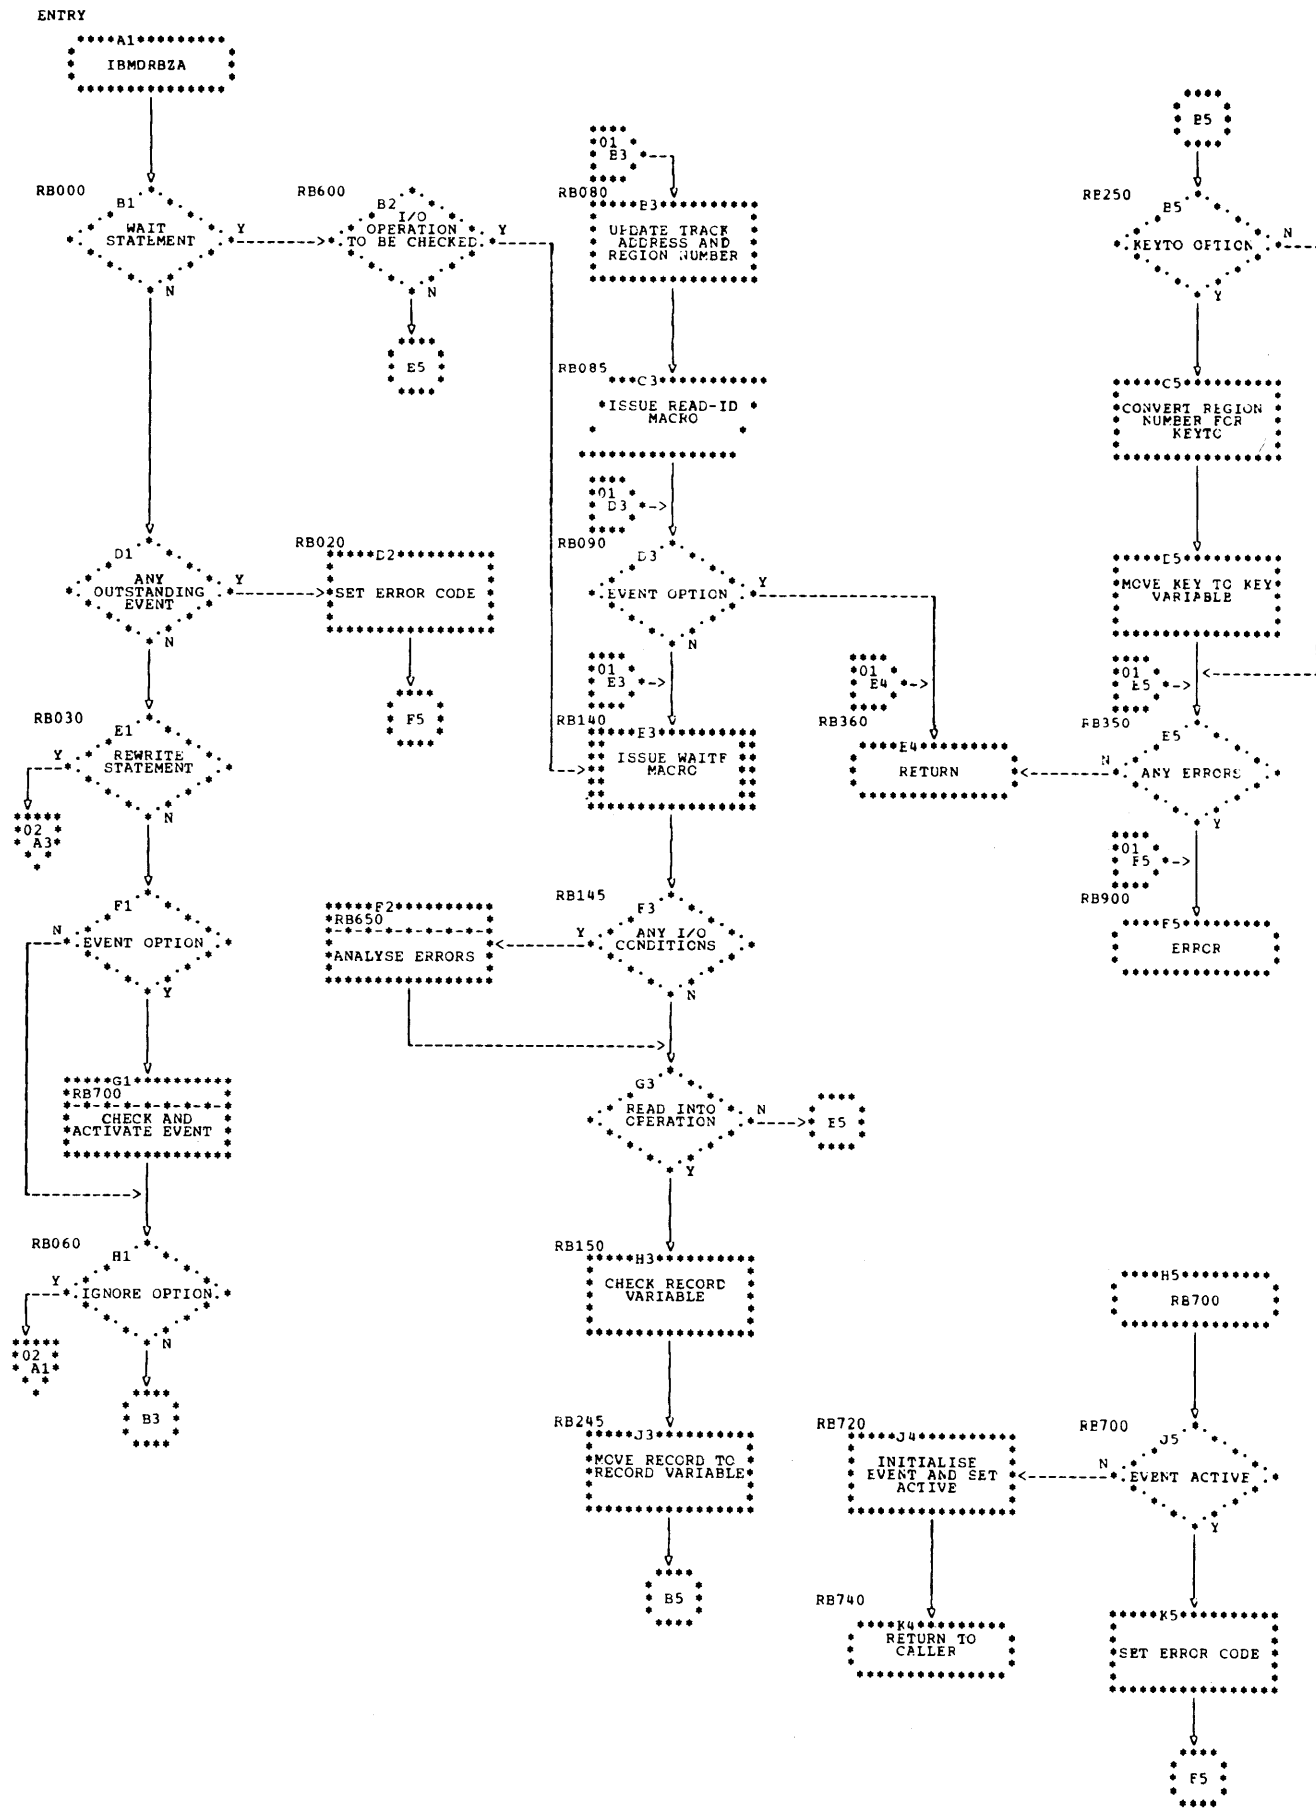 ENTRY
A1
IBMDRBZA
RB000
B1
WAIT
STATEMENT
Y
N
RB600
B2
I/O
OPERATION
TO BE CHECKED
Y
N
E5
D1
ANY
OUTSTANDING
EVENT
Y
N
RB020
D2
SET ERROR CODE
F5
RB030
E1
REWRITE
STATEMENT
Y
N
02
A3
F1
EVENT OPTION
N
Y
G1
RB700
CHECK AND
ACTIVATE EVENT
RB060
H1
IGNORE OPTION
Y
N
02
A1
B3
01
B3
RB080
B3
UPDATE TRACK
ADDRESS AND
REGION NUMBER
RB085
C3
ISSUE READ-ID
MACRO
01
D3
RB090
D3
EVENT OPTION
Y
N
01
E3
RB140
E3
ISSUE WAITF
MACRO
RB145
F3
ANY I/O
CONDITIONS
Y
N
F2
RB650
ANALYSE ERRORS
G3
READ INTO
OPERATION
N
Y
E5
RB150
H3
CHECK RECORD
VARIABLE
RB245
J3
MOVE RECORD TO
RECORD VARIABLE
B5
01
E4
RB360
E4
RETURN
B5
RB250
B5
KEYTO OPTION
N
Y
C5
CONVERT REGION
NUMBER FOR
KEYTO
D5
MOVE KEY TO KEY
VARIABLE
01
E5
RB350
E5
ANY ERRORS
N
Y
01
F5
RB900
F5
ERROR
H5
RB700
RB700
J5
EVENT ACTIVE
N
Y
RB720
J4
INITIALISE
EVENT AND SET
ACTIVE
RB740
K4
RETURN TO
CALLER
K5
SET ERROR CODE
F5